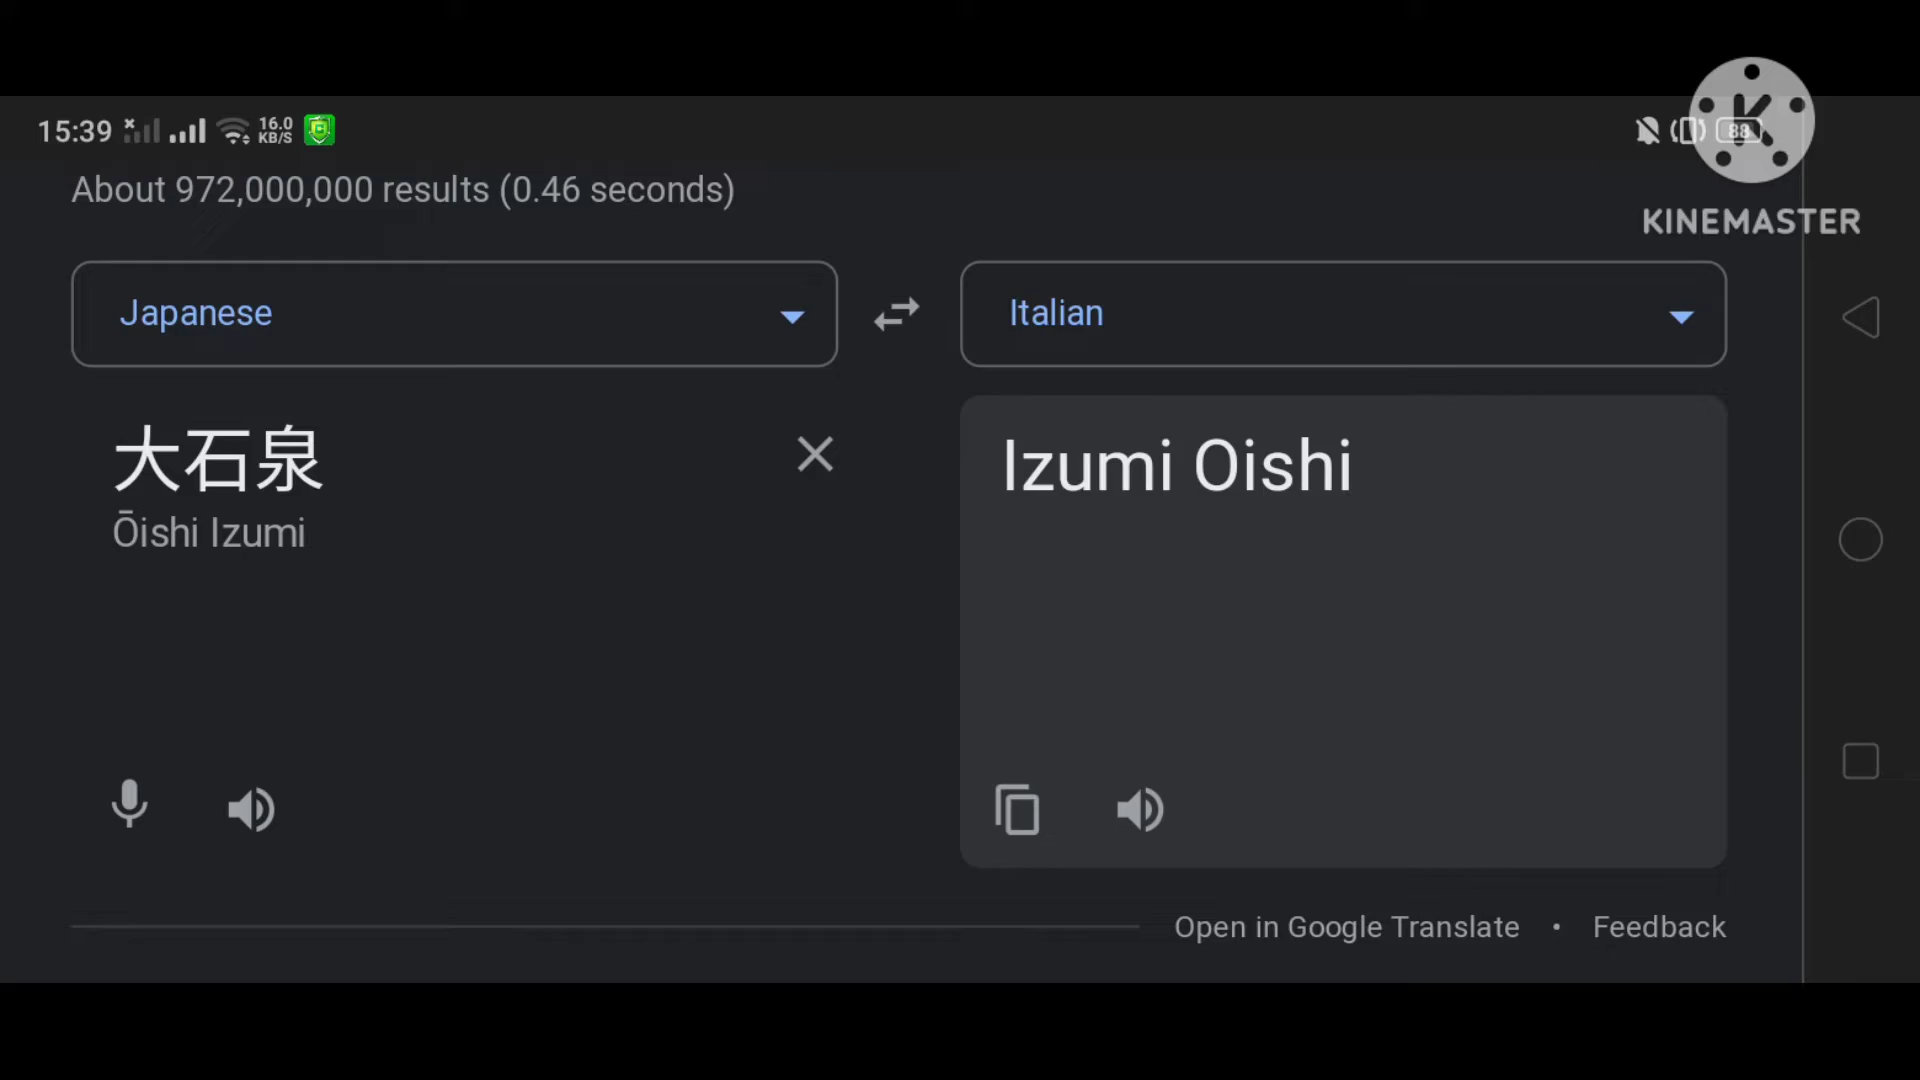 15:39 16.0 KB/S 88
About 972,000,000 results (0.46 seconds)
KINEMASTER
Japanese Italian
大石泉 Izumi Oishi
Ōishi Izumi
Open in Google Translate • Feedback